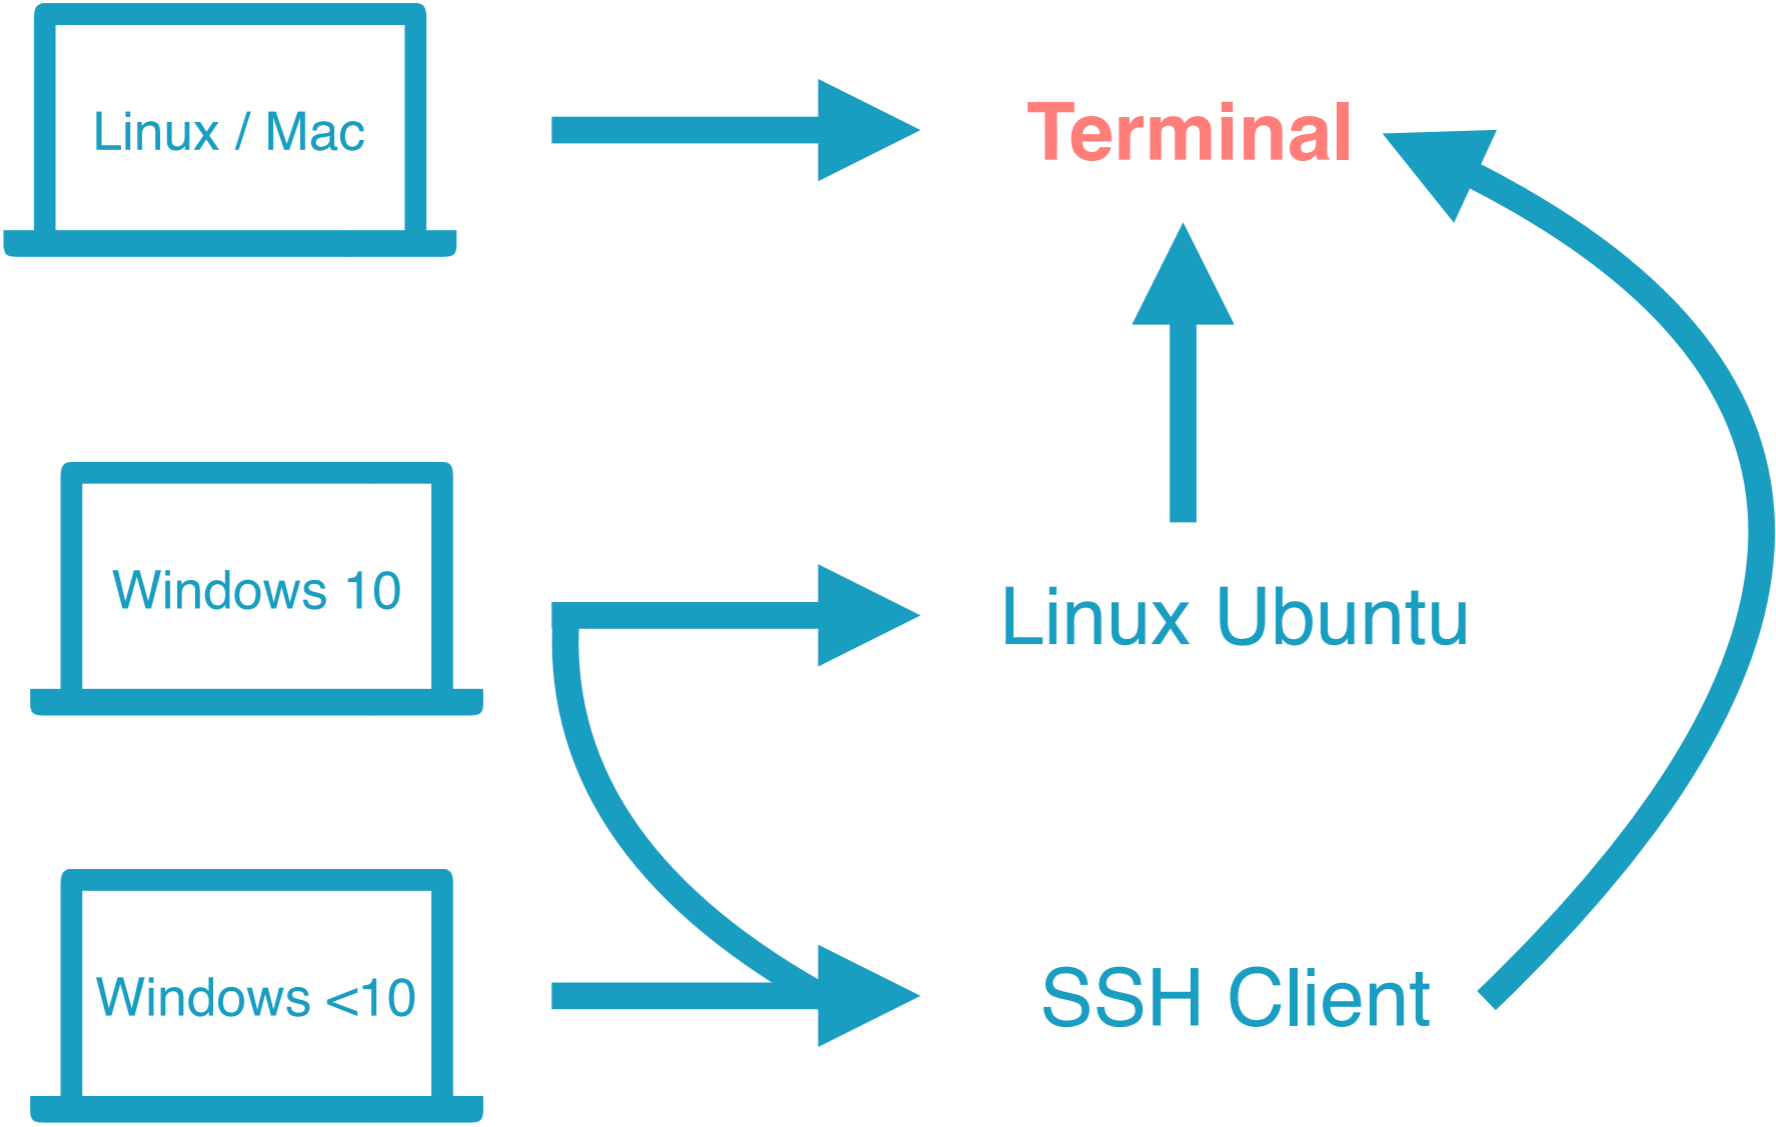 Linux / Mac
Terminal
Windows 10
Linux Ubuntu
Windows <10
SSH Client